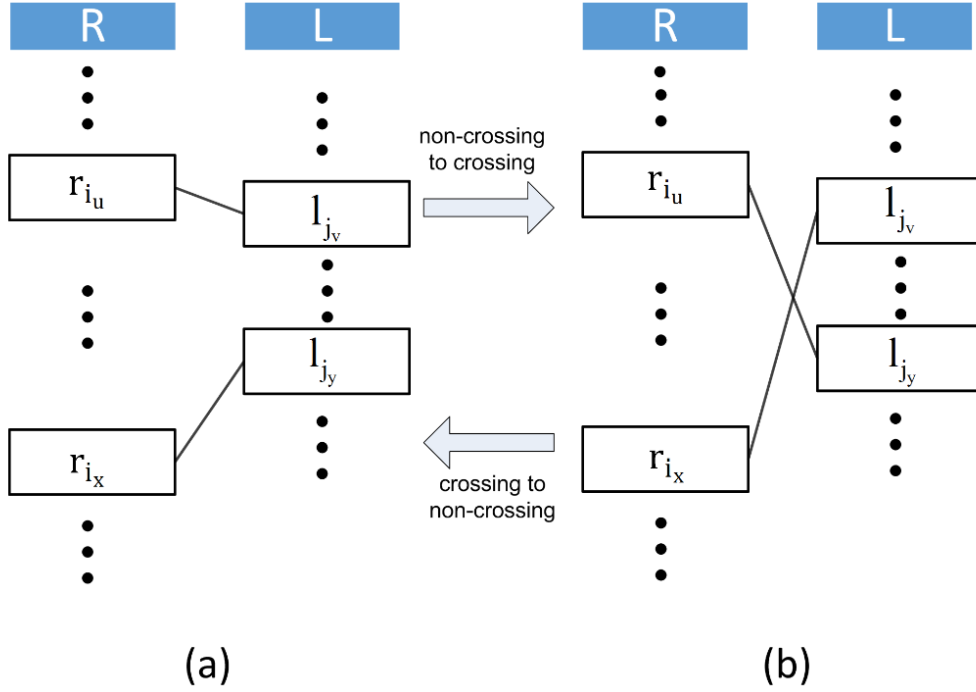 R L
r_{i_u}
l_{j_v}
l_{j_y}
r_{i_x}
(a)
non-crossing
to crossing
crossing to
non-crossing
R L
r_{i_u}
l_{j_v}
l_{j_y}
r_{i_x}
(b)